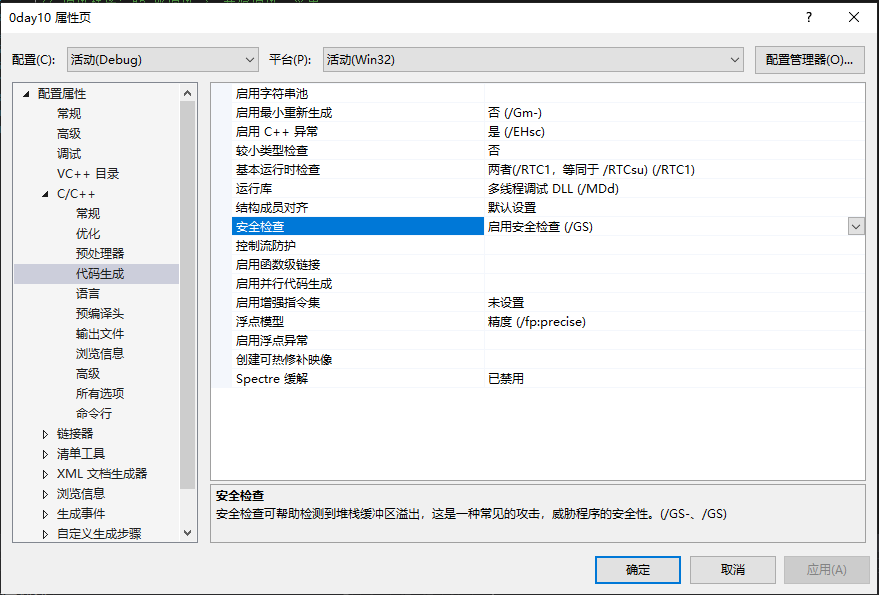 0day10 属性页
配置(C): 活动(Debug) 平台(P): 活动(Win32) 配置管理器(O)...
配置属性
常规
高级
调试
VC++ 目录
C/C++
常规
优化
预处理器
代码生成
语言
预编译头
输出文件
浏览信息
高级
所有选项
命令行
链接器
清单工具
XML 文档生成器
浏览信息
生成事件
自定义生成步骤
启用字符串池
启用最小重新生成 否 (/Gm-)
启用 C++ 异常 是 (/EHsc)
较小类型检查 否
基本运行时检查 两者(/RTC1，等同于 /RTCsu) (/RTC1)
运行库 多线程调试 DLL (/MDd)
结构成员对齐 默认设置
安全检查 启用安全检查 (/GS)
控制流防护
启用函数级链接
启用并行代码生成
启用增强指令集 未设置
浮点模型 精度 (/fp:precise)
启用浮点异常
创建可热修补映像
Spectre 缓解 已禁用
安全检查
安全检查可帮助检测到堆栈缓冲区溢出，这是一种常见的攻击，威胁程序的安全性。(/GS-、/GS)
确定 取消 应用(A)